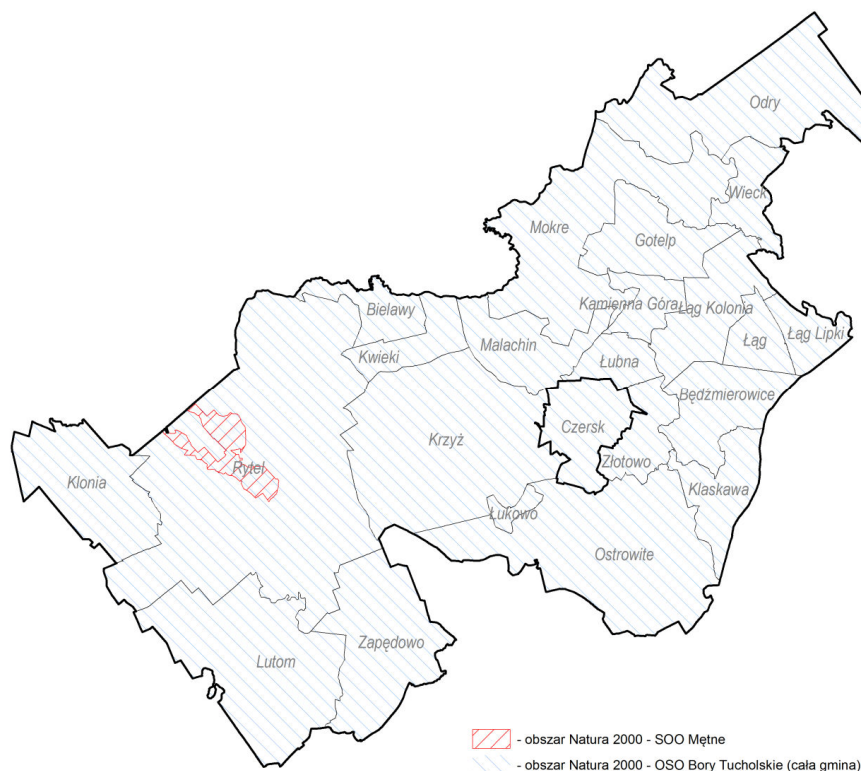 Odry
Wieck
Mokre
Gotelp
Kamienna Góra
Łąg Kolonia
Bielawy
Malachin
Łąg
Łąg Lipki
Kwieki
Łubna
Będźmierowice
Czersk
Krzyż
Rytel
Złotowo
Klonia
Klaskawa
Łukowo
Ostrowite
Zapędowo
Lutom
- obszar Natura 2000 - SOO Mętne
- obszar Natura 2000 - OSO Bory Tucholskie (cała gmina)